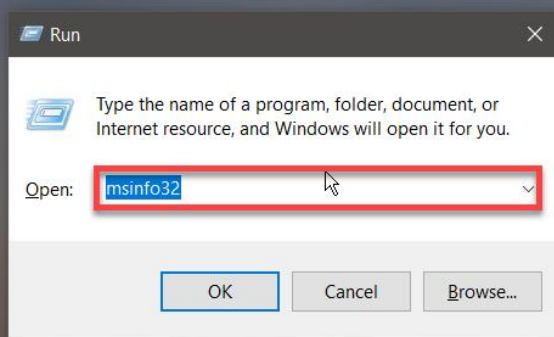 Run
Type the name of a program, folder, document, or
Internet resource, and Windows will open it for you.
Open: msinfo32
OK Cancel Browse...